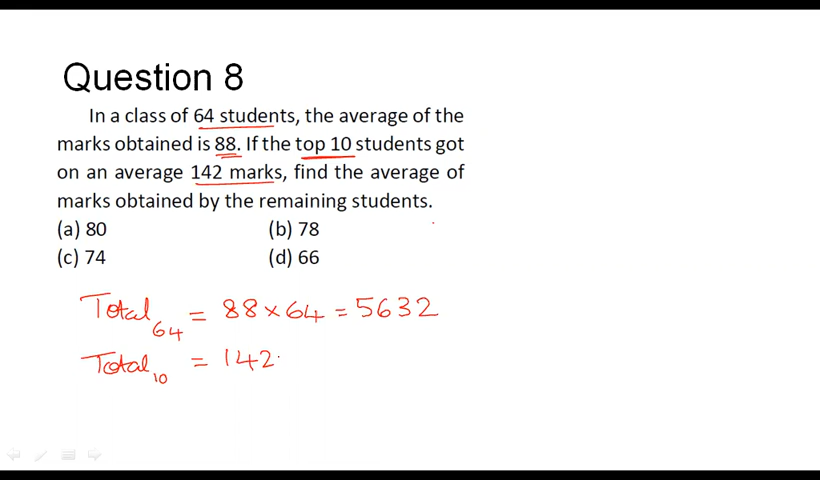 Question 8
In a class of 64 students, the average of the
marks obtained is 88. If the top 10 students got
on an average 142 marks, find the average of
marks obtained by the remaining students.
(a) 80 (b) 78
(c) 74 (d) 66
Total64 = 88 × 64 = 5632
Total10 = 142